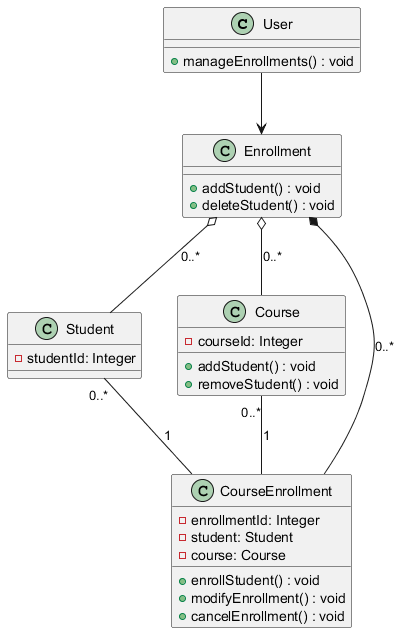 C User
manageEnrollments() : void
C Enrollment
addStudent() : void
deleteStudent() : void
0..*
0..*
C Student
studentId: Integer
C Course
courseId: Integer
addStudent() : void
removeStudent() : void
0..*
0..*
0..*
1
1
C CourseEnrollment
enrollmentId: Integer
student: Student
course: Course
enrollStudent() : void
modifyEnrollment() : void
cancelEnrollment() : void